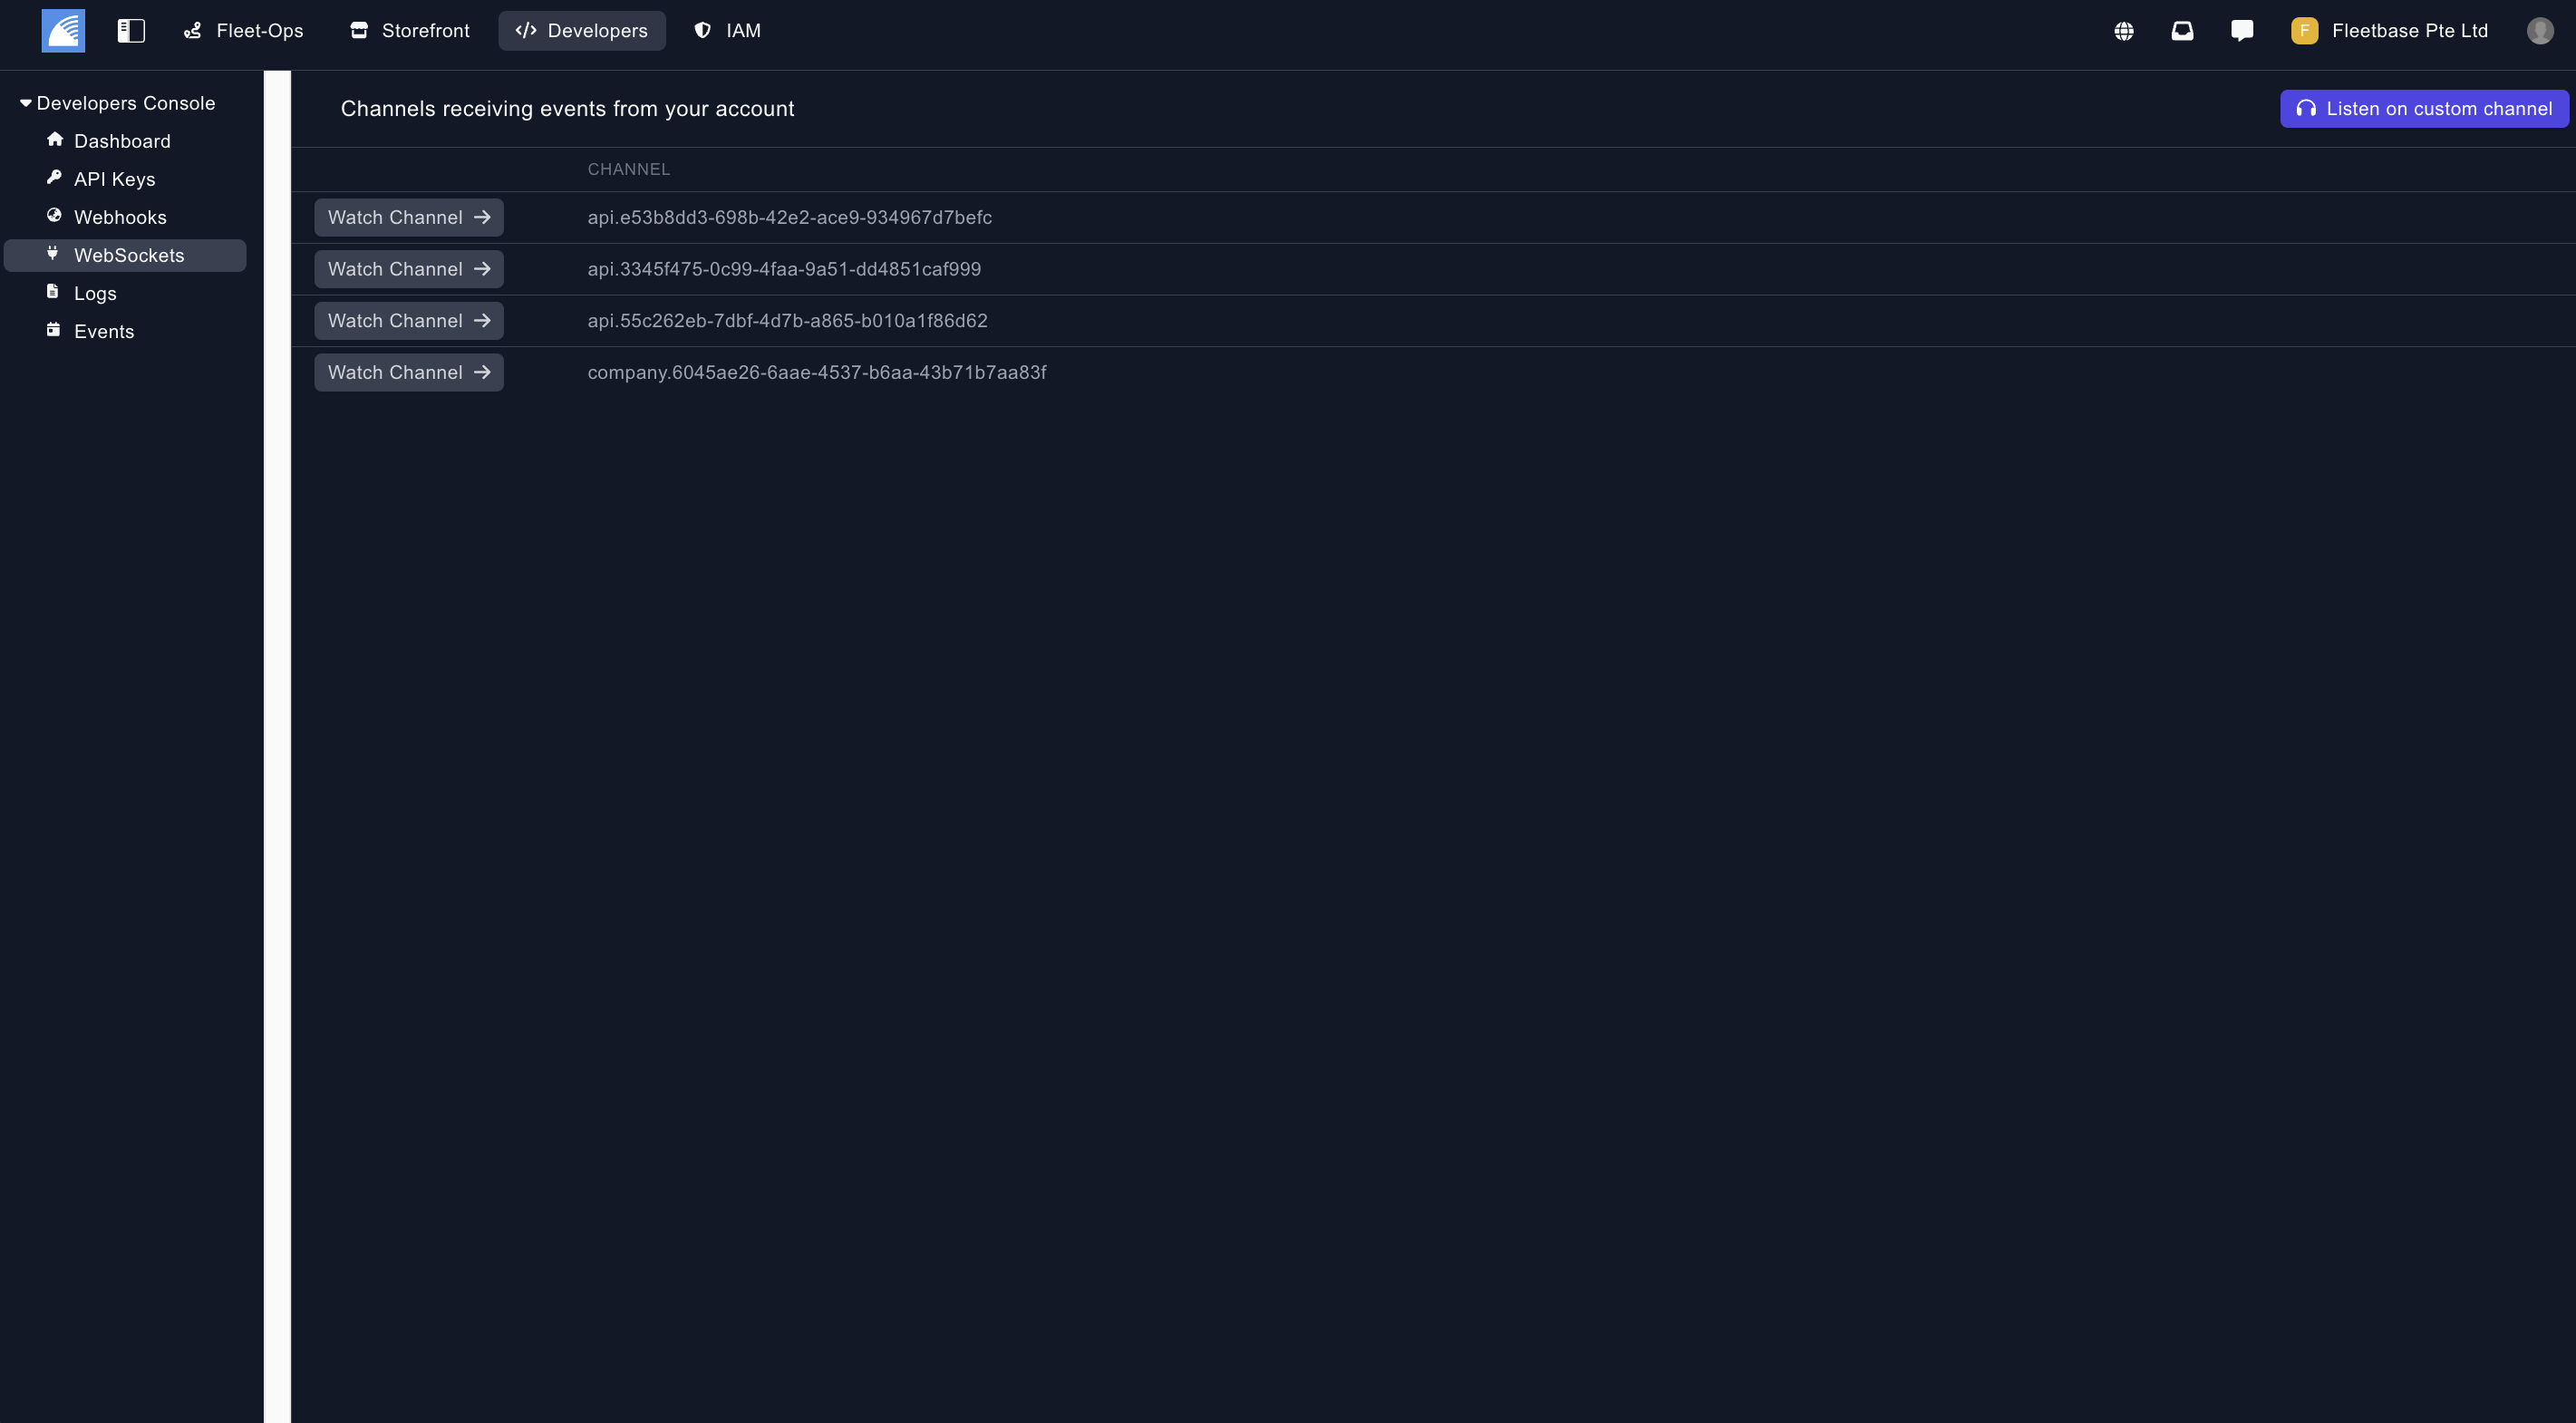 Fleet-Ops
Storefront
Developers
IAM
F
Fleetbase Pte Ltd
Developers Console
Dashboard
API Keys
Webhooks
WebSockets
Logs
Events
Channels receiving events from your account
Listen on custom channel
CHANNEL
Watch Channel api.e53b8dd3-698b-42e2-ace9-934967d7befc
Watch Channel api.3345f475-0c99-4faa-9a51-dd4851caf999
Watch Channel api.55c262eb-7dbf-4d7b-a865-b010a1f86d62
Watch Channel company.6045ae26-6aae-4537-b6aa-43b71b7aa83f